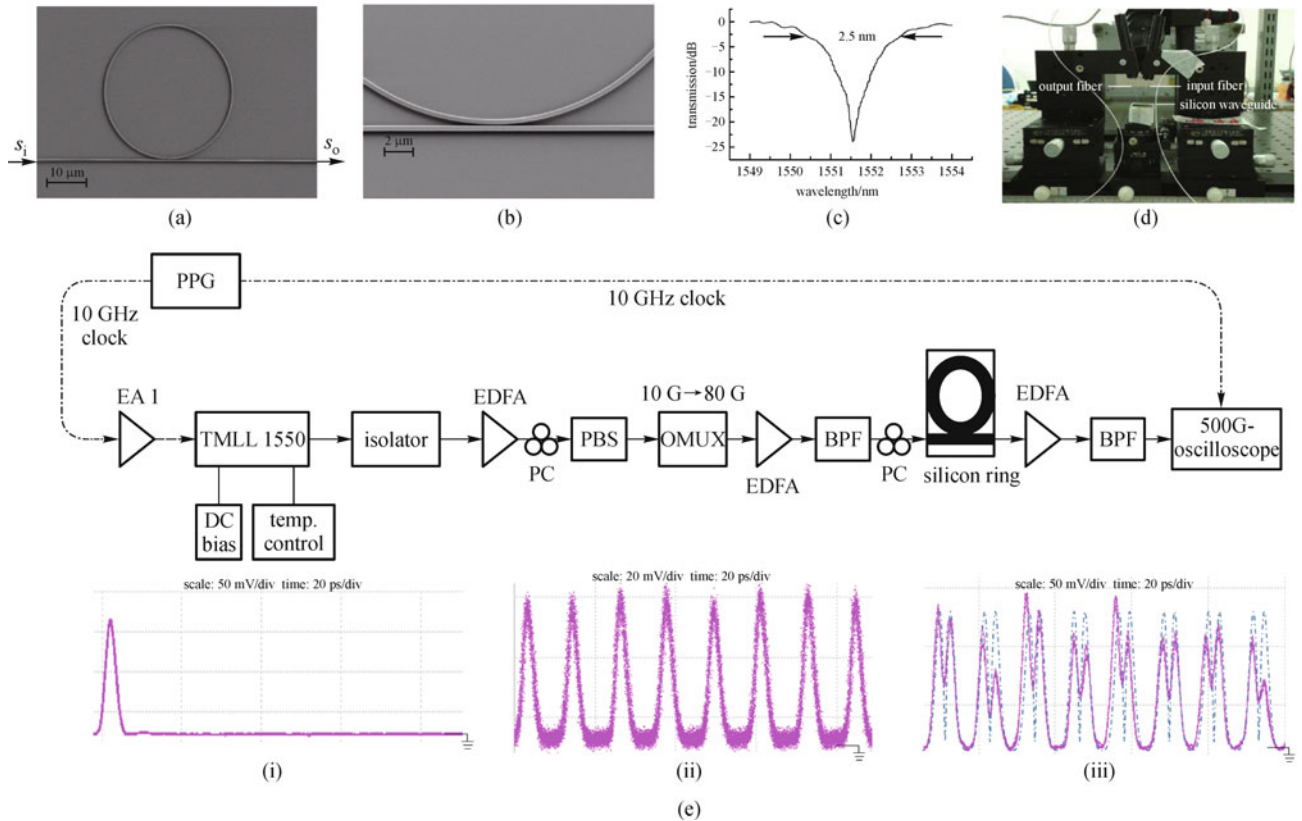 s_i
s_o
10 μm
(a)
2 μm
(b)
transmission/dB
0
−5
−10
−15
−20
−25
2.5 nm
1549 1550 1551 1552 1553 1554
wavelength/nm
(c)
output fiber
input fiber
silicon waveguide
(d)
PPG
10 GHz
clock
10 GHz clock
EA 1
TMLL 1550
DC
bias
temp.
control
isolator
EDFA
PC
PBS
10 G→80 G
OMUX
EDFA
BPF
PC
silicon ring
EDFA
BPF
500G-
oscilloscope
scale: 50 mV/div time: 20 ps/div
(i)
scale: 20 mV/div time: 20 ps/div
(ii)
scale: 50 mV/div time: 20 ps/div
(iii)
(e)